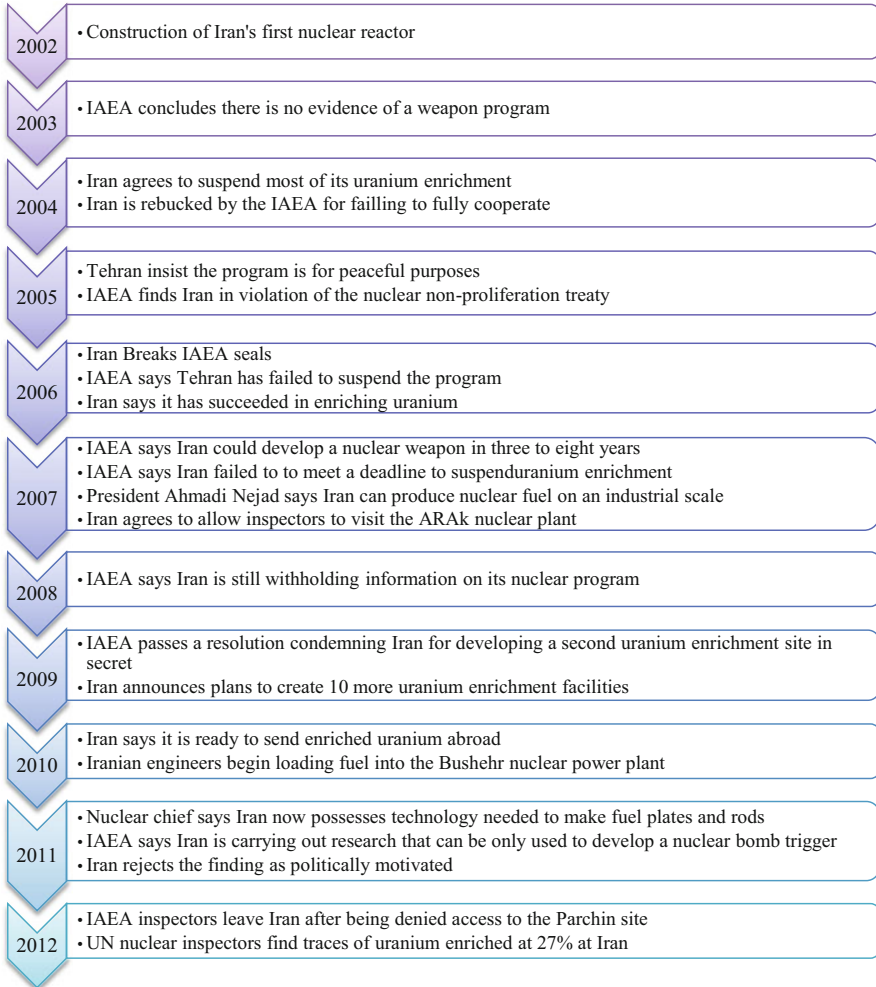 2002
• Construction of Iran's first nuclear reactor
2003
• IAEA concludes there is no evidence of a weapon program
2004
• Iran agrees to suspend most of its uranium enrichment
• Iran is rebucked by the IAEA for failling to fully cooperate
2005
• Tehran insist the program is for peaceful purposes
• IAEA finds Iran in violation of the nuclear non-proliferation treaty
2006
• Iran Breaks IAEA seals
• IAEA says Tehran has failed to suspend the program
• Iran says it has succeeded in enriching uranium
2007
• IAEA says Iran could develop a nuclear weapon in three to eight years
• IAEA says Iran failed to to meet a deadline to suspenduranium enrichment
• President Ahmadi Nejad says Iran can produce nuclear fuel on an industrial scale
• Iran agrees to allow inspectors to visit the ARAk nuclear plant
2008
• IAEA says Iran is still withholding information on its nuclear program
2009
• IAEA passes a resolution condemning Iran for developing a second uranium enrichment site in
secret
• Iran announces plans to create 10 more uranium enrichment facilities
2010
• Iran says it is ready to send enriched uranium abroad
• Iranian engineers begin loading fuel into the Bushehr nuclear power plant
2011
• Nuclear chief says Iran now possesses technology needed to make fuel plates and rods
• IAEA says Iran is carrying out research that can be only used to develop a nuclear bomb trigger
• Iran rejects the finding as politically motivated
2012
• IAEA inspectors leave Iran after being denied access to the Parchin site
• UN nuclear inspectors find traces of uranium enriched at 27% at Iran